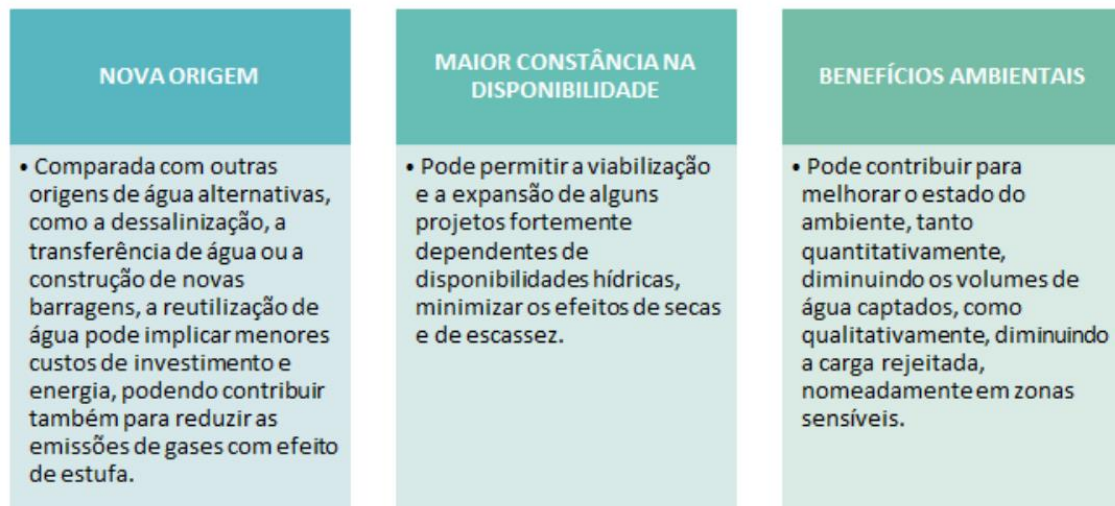 NOVA ORIGEM
• Comparada com outras
origens de água alternativas,
como a dessalinização, a
transferência de água ou a
construção de novas
barragens, a reutilização de
água pode implicar menores
custos de investimento e
energia, podendo contribuir
também para reduzir as
emissões de gases com efeito
de estufa.
MAIOR CONSTÂNCIA NA
DISPONIBILIDADE
• Pode permitir a viabilização
e a expansão de alguns
projetos fortemente
dependentes de
disponibilidades hídricas,
minimizar os efeitos de secas
e de escassez.
BENEFÍCIOS AMBIENTAIS
• Pode contribuir para
melhorar o estado do
ambiente, tanto
quantitativamente,
diminuindo os volumes de
água captados, como
qualitativamente, diminuindo
a carga rejeitada,
nomeadamente em zonas
sensíveis.